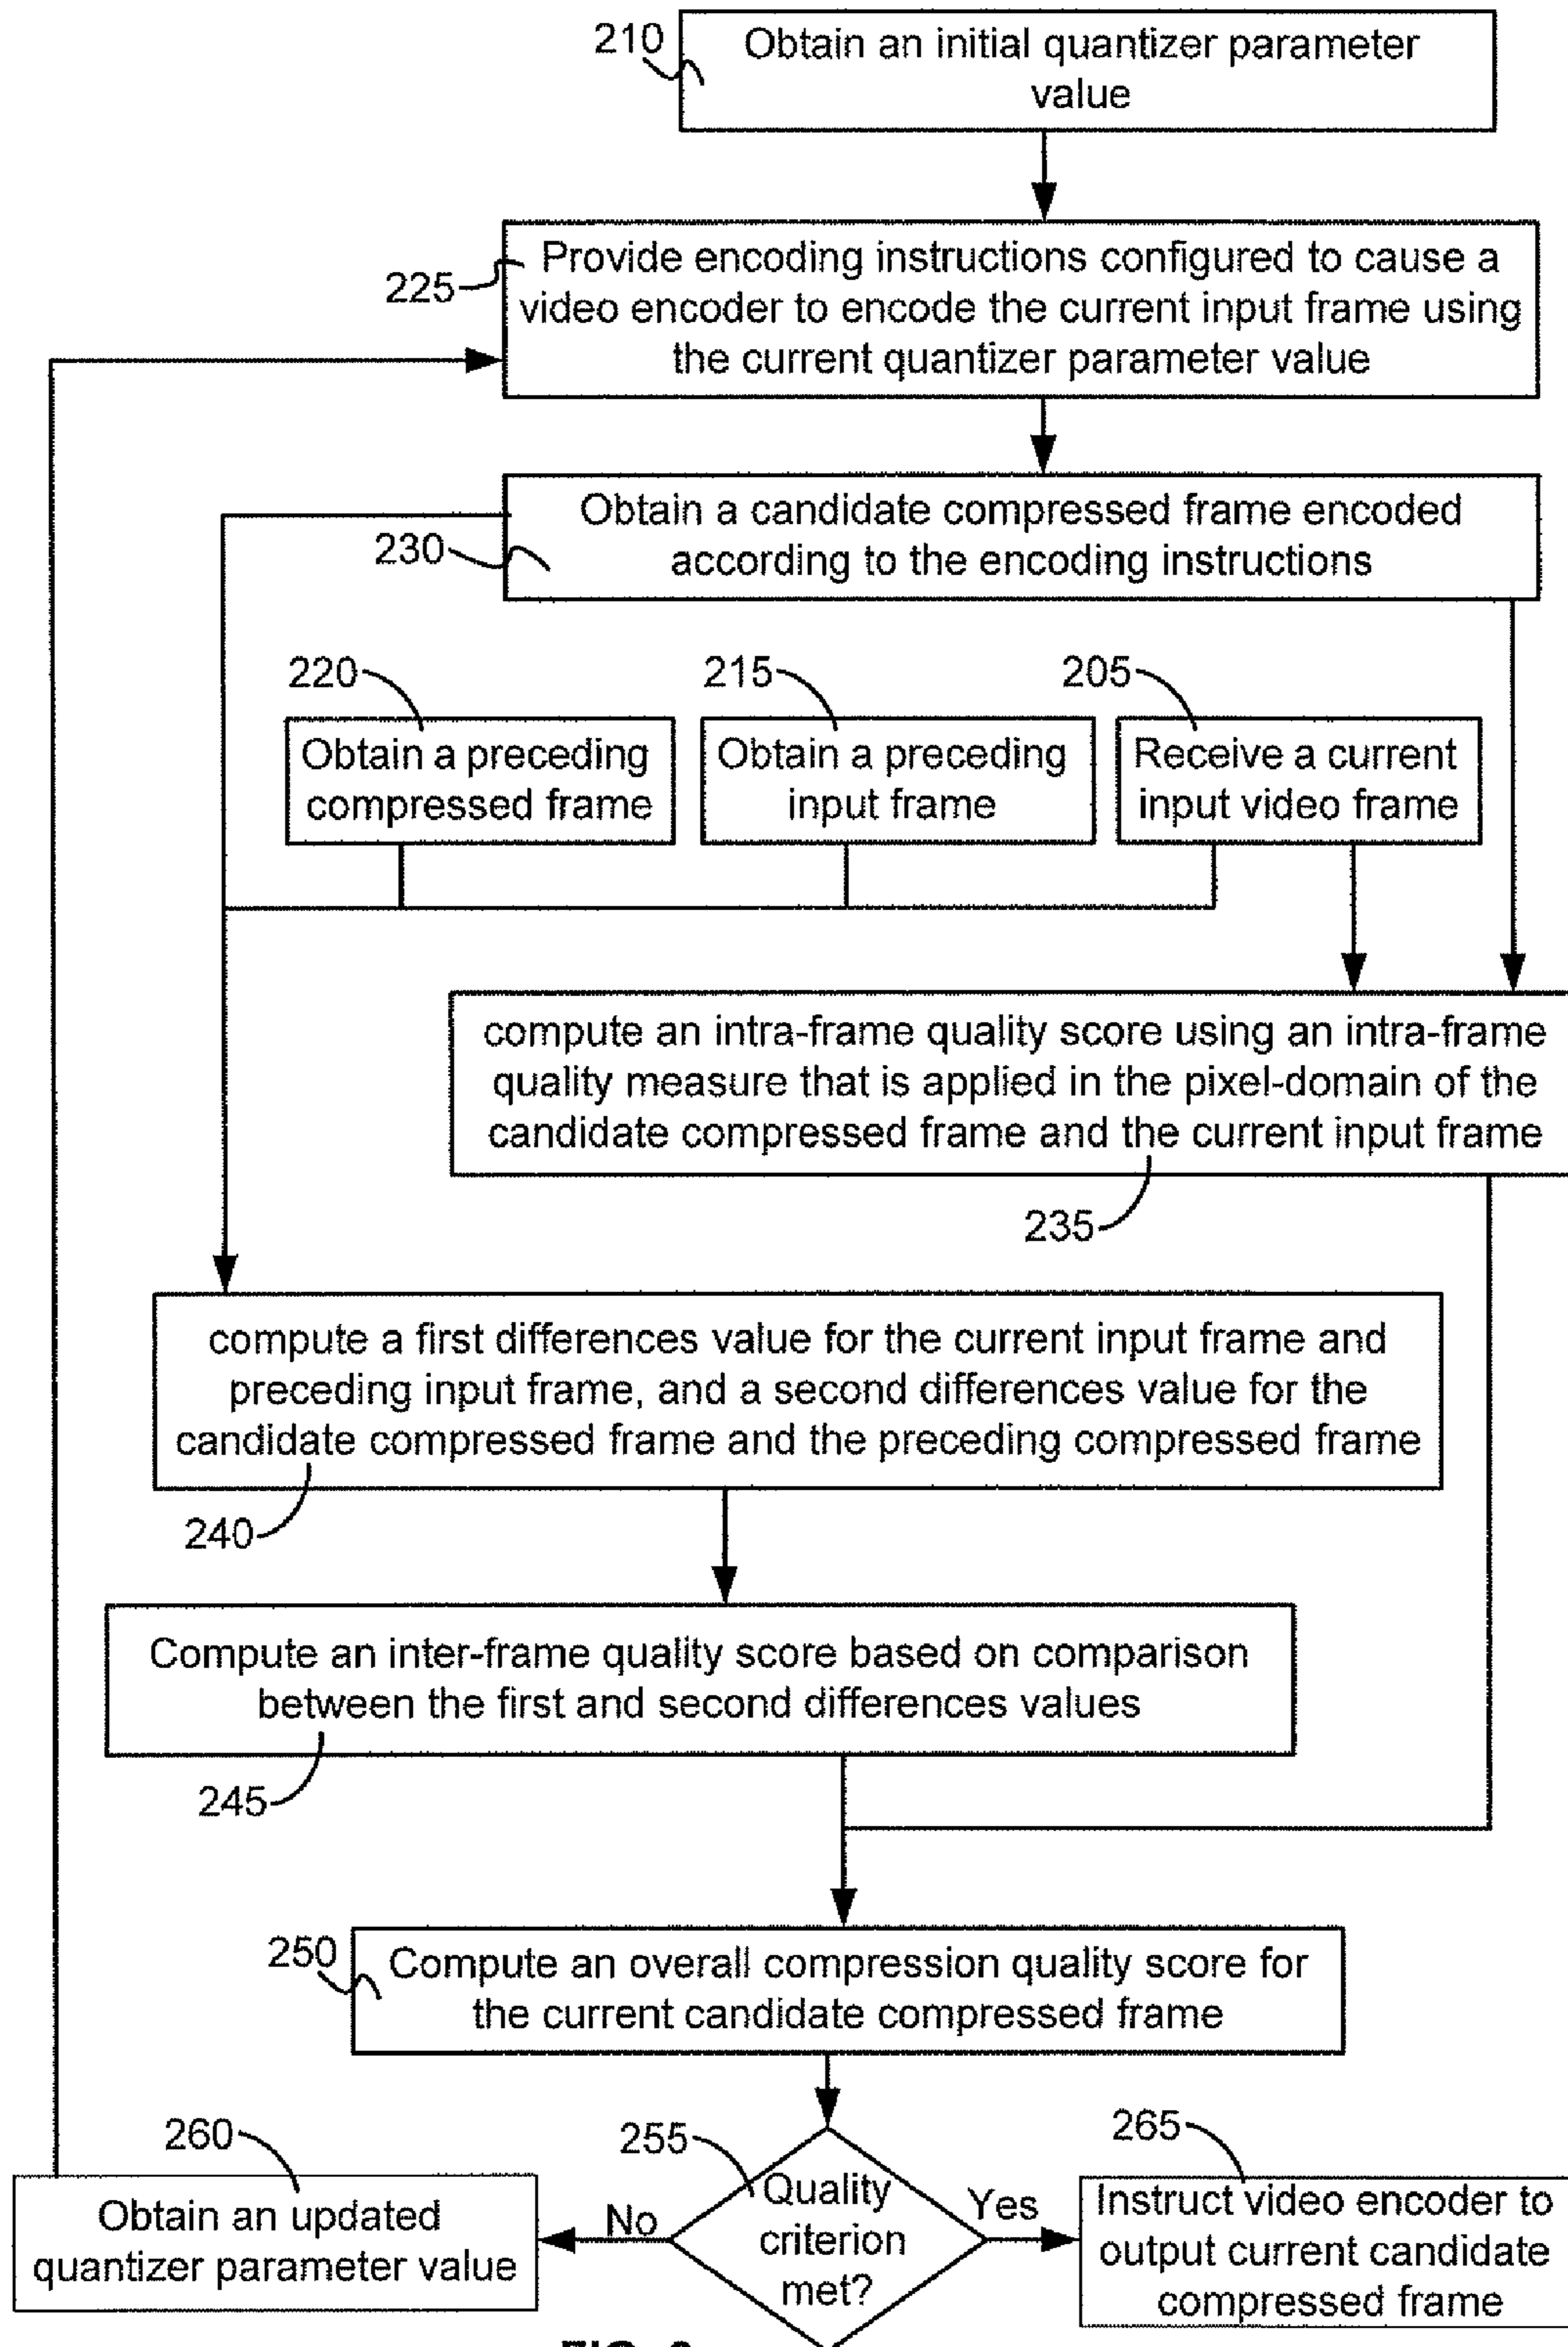 210
Obtain an initial quantizer parameter
value
225
Provide encoding instructions configured to cause a
video encoder to encode the current input frame using
the current quantizer parameter value
230
Obtain a candidate compressed frame encoded
according to the encoding instructions
220
215
205
Obtain a preceding
compressed frame
Obtain a preceding
input frame
Receive a current
input video frame
compute an intra-frame quality score using an intra-frame
quality measure that is applied in the pixel-domain of the
candidate compressed frame and the current input frame
235
compute a first differences value for the current input frame and
preceding input frame, and a second differences value for the
candidate compressed frame and the preceding compressed frame
240
Compute an inter-frame quality score based on comparison
between the first and second differences values
245
250
Compute an overall compression quality score for
the current candidate compressed frame
260
255
265
Obtain an updated
quantizer parameter value
No
Quality
criterion
met?
Yes
Instruct video encoder to
output current candidate
compressed frame